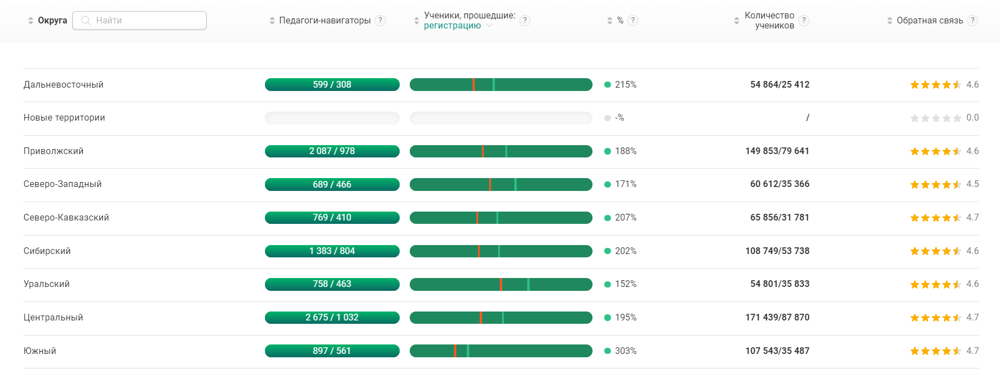 Округа Найти Педагоги-навигаторы ? Ученики, прошедшие: регистрацию ? % ? Количество учеников ? Обратная связь ?
Дальневосточный 599 / 308 215% 54 864/25 412 4.6
Новые территории -% / 0.0
Приволжский 2 087 / 978 188% 149 853/79 641 4.6
Северо-Западный 689 / 466 171% 60 612/35 366 4.5
Северо-Кавказский 769 / 410 207% 65 856/31 781 4.7
Сибирский 1 383 / 804 202% 108 749/53 738 4.6
Уральский 758 / 463 152% 54 801/35 833 4.6
Центральный 2 675 / 1 032 195% 171 439/87 870 4.7
Южный 897 / 561 303% 107 543/35 487 4.7